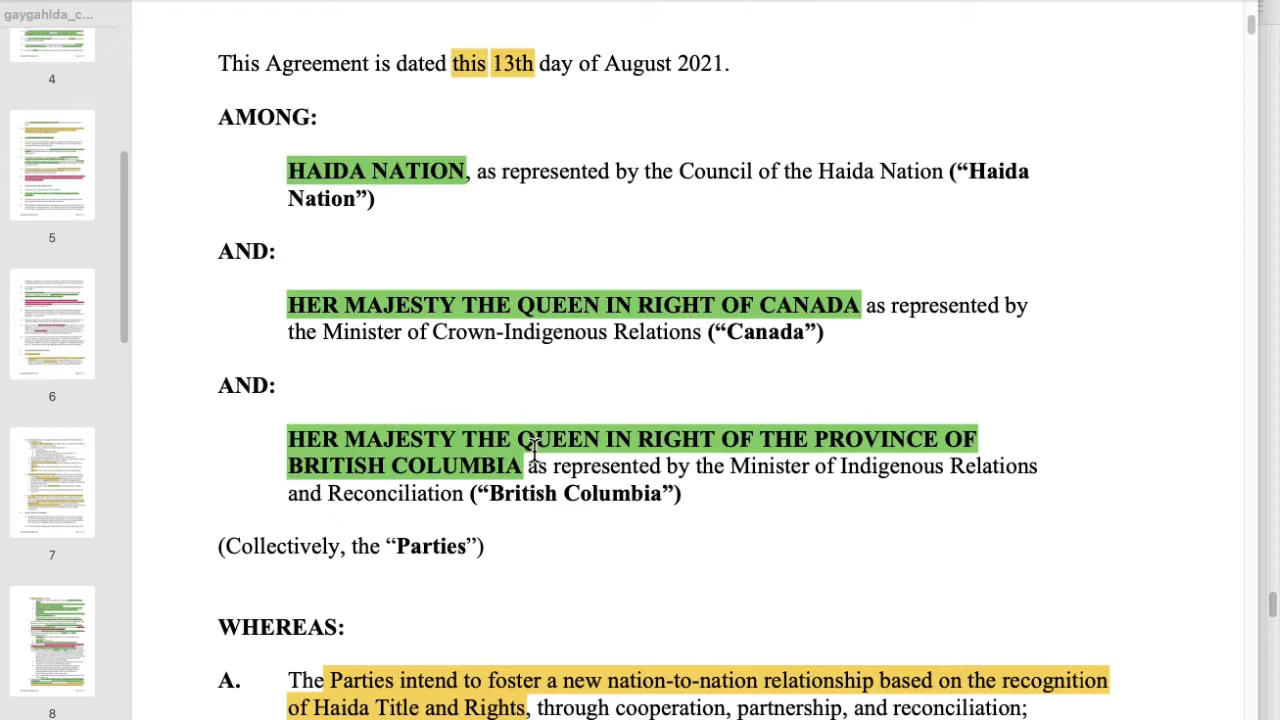 gaygahlda_c...
This Agreement is dated this 13th day of August 2021.
AMONG:
HAIDA NATION, as represented by the Council of the Haida Nation (“Haida
Nation”)
AND:
HER MAJESTY THE QUEEN IN RIGHT OF CANADA as represented by
the Minister of Crown-Indigenous Relations (“Canada”)
AND:
HER MAJESTY THE QUEEN IN RIGHT OF THE PROVINCE OF
BRITISH COLUMBIA as represented by the Minister of Indigenous Relations
and Reconciliation (“British Columbia”)
(Collectively, the “Parties”)
WHEREAS:
A. The Parties intend to foster a new nation-to-nation relationship based on the recognition
of Haida Title and Rights, through cooperation, partnership, and reconciliation;
4
5
6
7
8